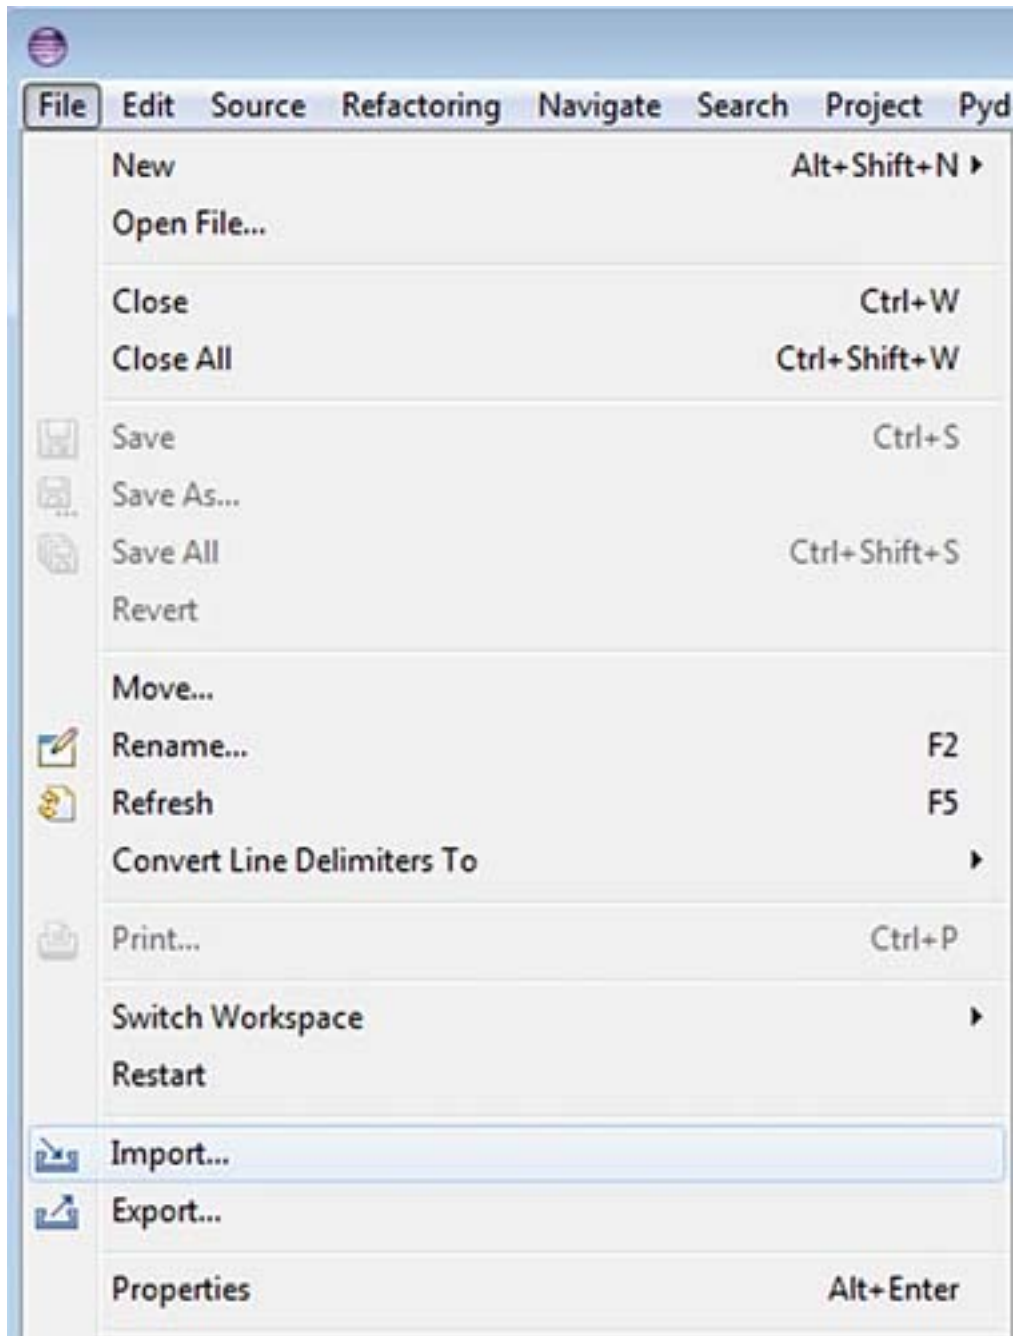 File Edit Source Refactoring Navigate Search Project Pyd
New Alt+Shift+N
Open File...
Close Ctrl+W
Close All Ctrl+Shift+W
Save Ctrl+S
Save As...
Save All Ctrl+Shift+S
Revert
Move...
Rename... F2
Refresh F5
Convert Line Delimiters To
Print... Ctrl+P
Switch Workspace
Restart
Import...
Export...
Properties Alt+Enter